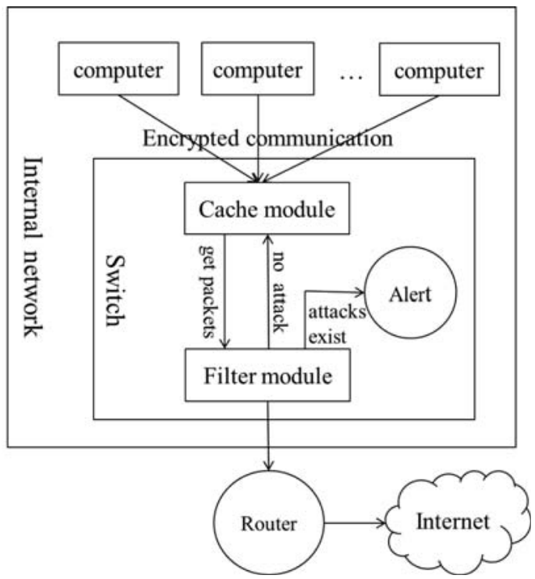 computer
computer
...
computer
Encrypted communication
Internal network
Switch
Cache module
get packets
no attack
attacks
exist
Alert
Filter module
Router
Internet